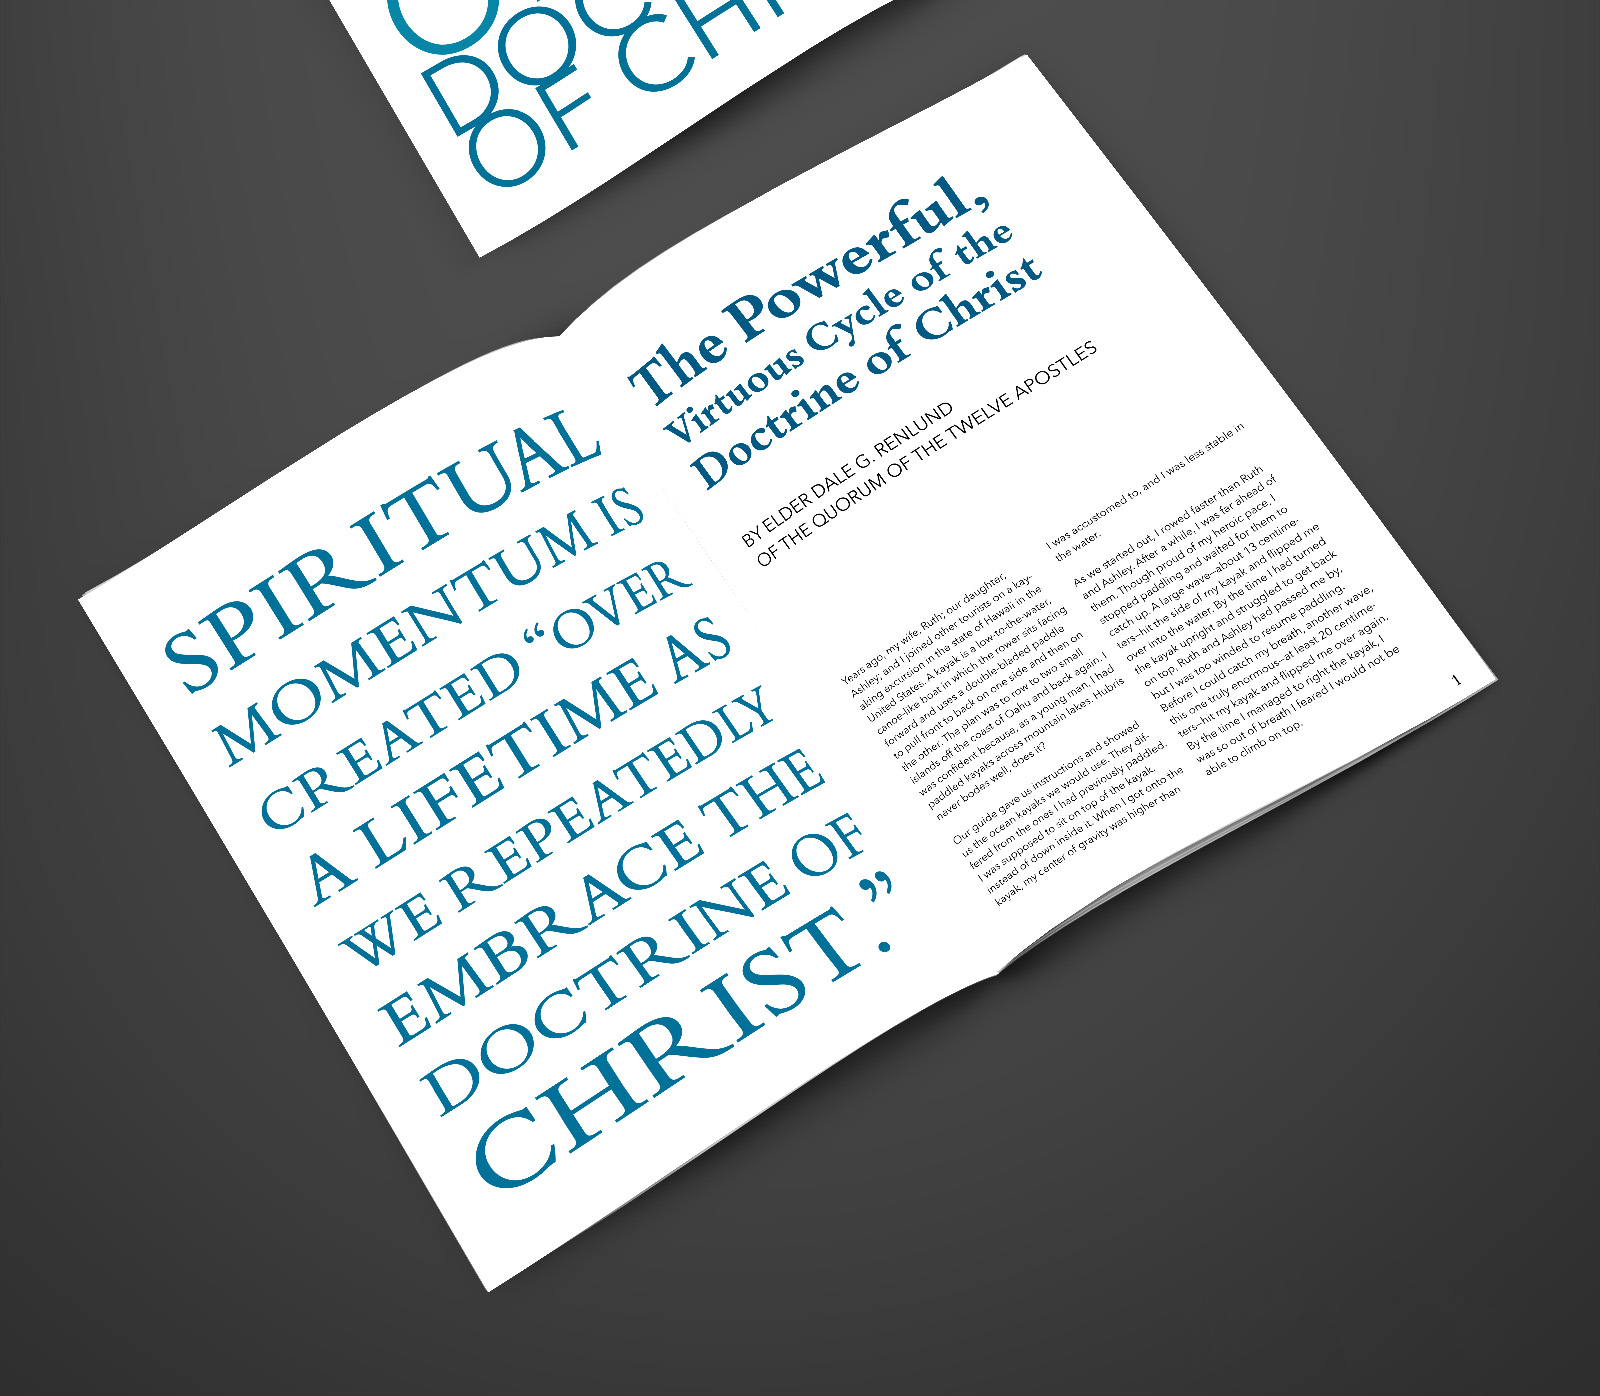 DOC
OF CH
SPIRITUAL
MOMENTUM IS
CREATED “OVER
A LIFETIME AS
WE REPEATEDLY
EMBRACE THE
DOCTRINE OF
CHRIST.”
The Powerful,
Virtuous Cycle of the
Doctrine of Christ
BY ELDER DALE G. RENLUND
OF THE QUORUM OF THE TWELVE APOSTLES
Years ago, my wife, Ruth; our daughter,
Ashley; and I joined other tourists on a kay-
aking excursion in the state of Hawaii in the
United States. A kayak is a low-to-the-water,
canoe-like boat in which the rower sits facing
forward and uses a double-bladed paddle
to pull front to back on one side and then on
the other. The plan was to row to two small
islands off the coast of Oahu and back again. I
was confident because, as a young man, I had
paddled kayaks across mountain lakes. Hubris
never bodes well, does it?
Our guide gave us instructions and showed
us the ocean kayaks we would use. They dif-
fered from the ones I had previously paddled.
I was supposed to sit on top of the kayak,
instead of down inside it. When I got onto the
kayak, my center of gravity was higher than
I was accustomed to, and I was less stable in
the water.
As we started out, I rowed faster than Ruth
and Ashley. After a while, I was far ahead of
them. Though proud of my heroic pace, I
stopped paddling and waited for them to
catch up. A large wave—about 13 centime-
ters—hit the side of my kayak and flipped me
over into the water. By the time I had turned
the kayak upright and struggled to get back
on top, Ruth and Ashley had passed me by,
but I was too winded to resume paddling.
Before I could catch my breath, another wave,
this one truly enormous—at least 20 centime-
ters—hit my kayak and flipped me over again.
By the time I managed to right the kayak, I
was so out of breath I feared I would not be
able to climb on top.
1